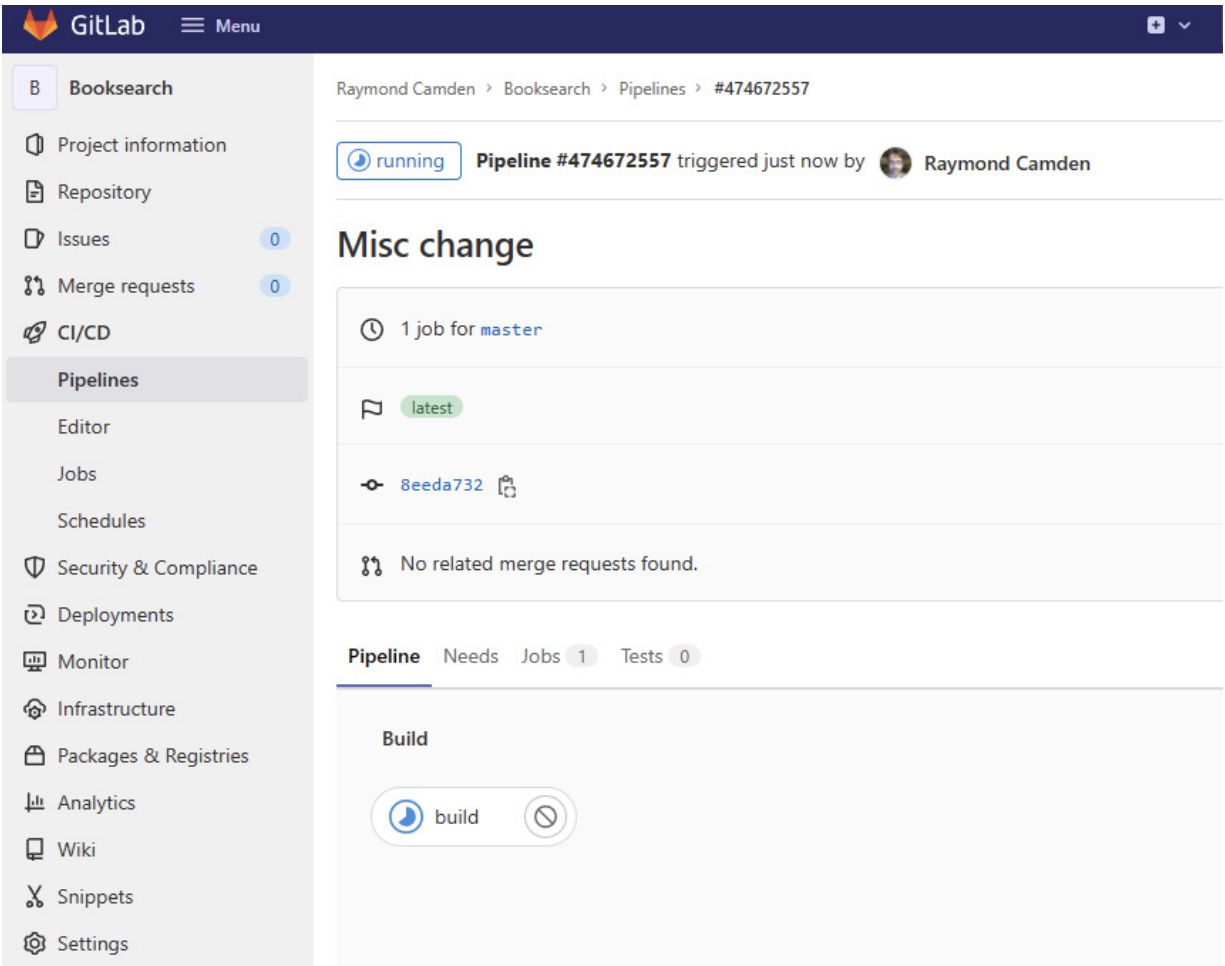 GitLab Menu
B Booksearch
Project information
Repository
Issues 0
Merge requests 0
CI/CD
Pipelines
Editor
Jobs
Schedules
Security & Compliance
Deployments
Monitor
Infrastructure
Packages & Registries
Analytics
Wiki
Snippets
Settings
Raymond Camden > Booksearch > Pipelines > #474672557
running Pipeline #474672557 triggered just now by Raymond Camden
Misc change
1 job for master
latest
8eeda732
No related merge requests found.
Pipeline Needs Jobs 1 Tests 0
Build
build